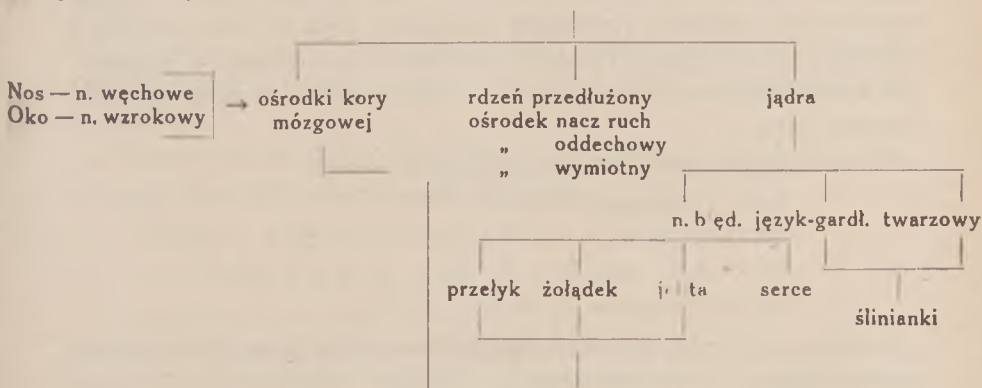 Nos — n. węchowe
Oko — n. wzrokowy
→ ośrodki kory
mózgowej
rdzeń przedłużony
ośrodek nacz ruch
„ oddechowy
„ wymiotny
jądra
n. b ęd. język-gardł. twarzowy
przełyk żołądek serce
ślinianki